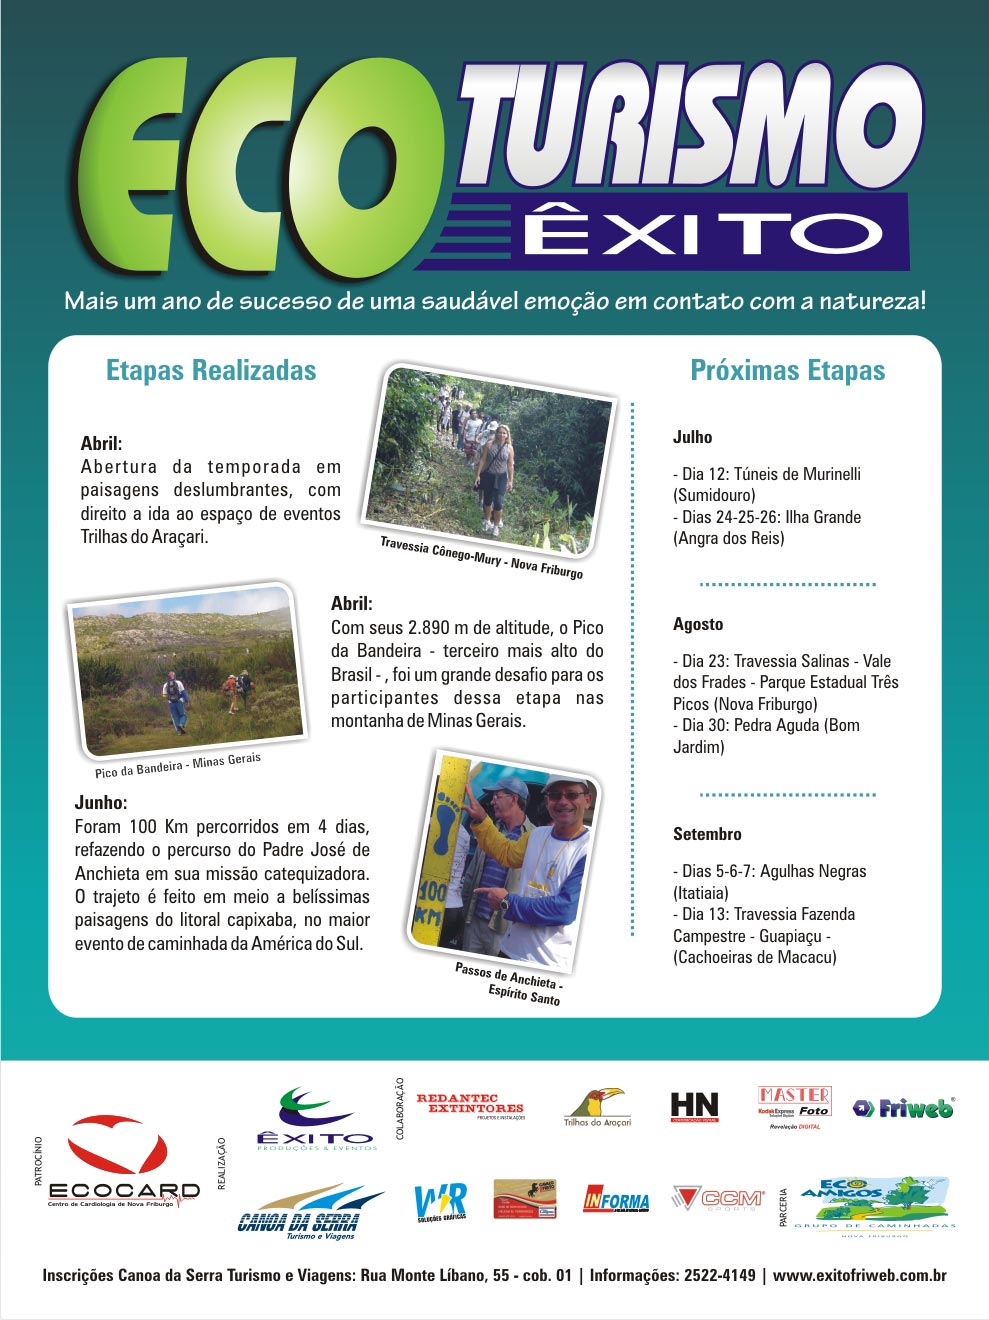 ECO TURISMO
ÊXITO
Mais um ano de sucesso de uma saudável emoção em contato com a natureza!
Etapas Realizadas
Abril:
Abertura da temporada em
paisagens deslumbrantes, com
direito a ida ao espaço de eventos
Trilhas do Araçari.
Travessia Cônego-Mury - Nova Friburgo
Abril:
Com seus 2.890 m de altitude, o Pico
da Bandeira - terceiro mais alto do
Brasil - , foi um grande desafio para os
participantes dessa etapa nas
montanha de Minas Gerais.
Pico da Bandeira - Minas Gerais
Junho:
Foram 100 Km percorridos em 4 dias,
refazendo o percurso do Padre José de
Anchieta em sua missão catequizadora.
O trajeto é feito em meio a belíssimas
paisagens do litoral capixaba, no maior
evento de caminhada da América do Sul.
100
KM
Passos de Anchieta -
Espírito Santo
Próximas Etapas
Julho
- Dia 12: Túneis de Murinelli
(Sumidouro)
- Dias 24-25-26: Ilha Grande
(Angra dos Reis)
Agosto
- Dia 23: Travessia Salinas - Vale
dos Frades - Parque Estadual Três
Picos (Nova Friburgo)
- Dia 30: Pedra Aguda (Bom
Jardim)
Setembro
- Dias 5-6-7: Agulhas Negras
(Itatiaia)
- Dia 13: Travessia Fazenda
Campestre - Guapiaçu -
(Cachoeiras de Macacu)
PATROCÍNIO
ECOCARD
Centro de Cardiologia de Nova Friburgo
REALIZAÇÃO
ÊXITO
PRODUÇÕES & EVENTOS
CANOA DA SERRA
Turismo e Viagens
COLABORAÇÃO
REDANTEC
EXTINTORES
PROJETOS E INSTALAÇÕES
Trilhas do Araçari
HN
MASTER
KodakExpress
Foto
Revelação DIGITAL
Friweb®
WR
SOLUÇÕES GRÁFICAS
INFORMA
CCM®
SPORTS
PARCERIA
ECO
AMIGOS
GRUPO DE CAMINHADAS
NOVA FRIBURGO
Inscrições Canoa da Serra Turismo e Viagens: Rua Monte Líbano, 55 - cob. 01 | Informações: 2522-4149 | www.exitofriweb.com.br